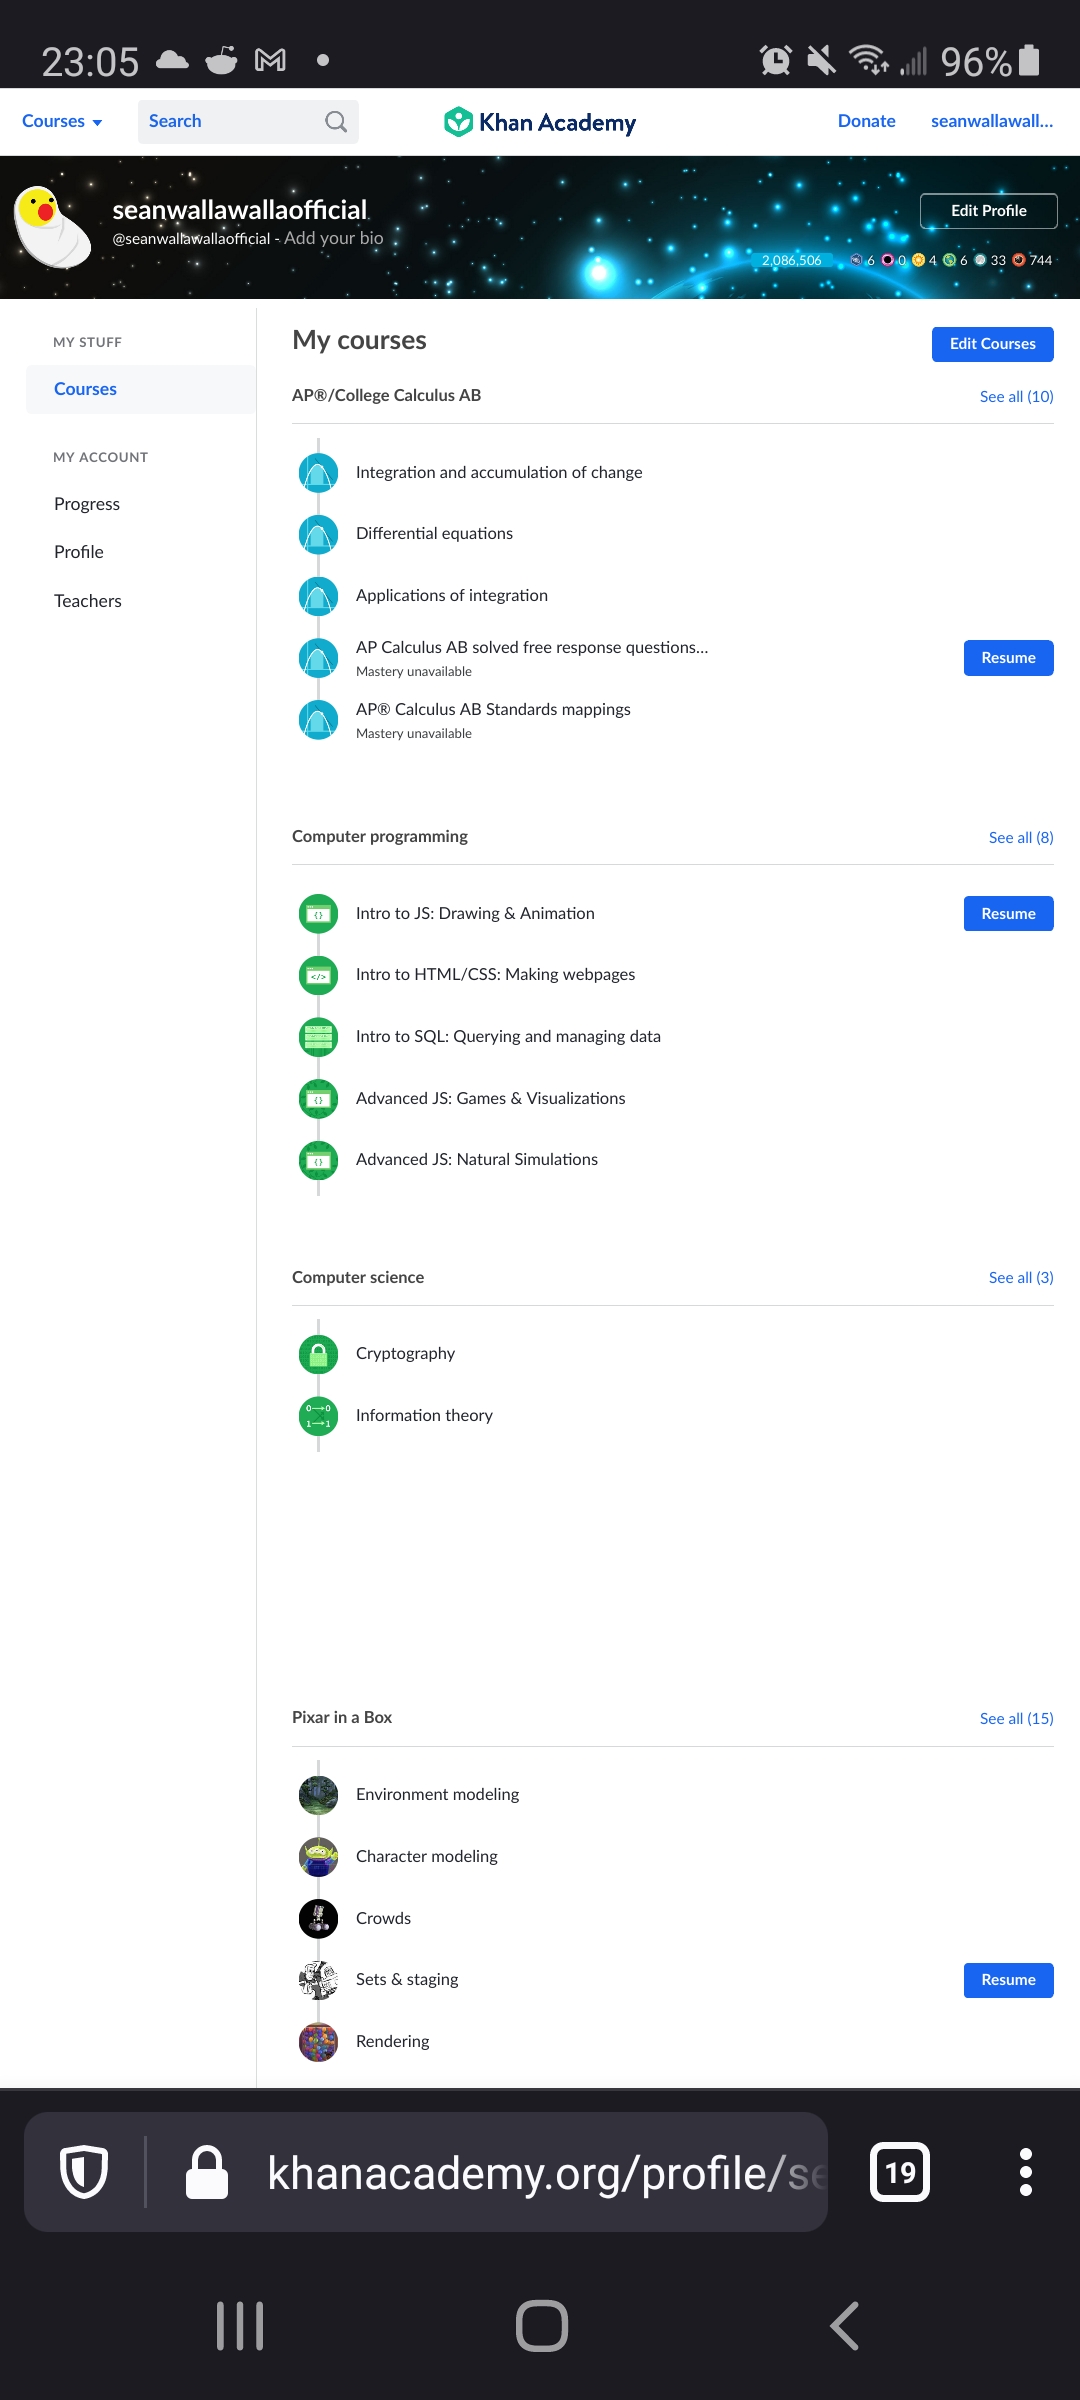 23:05
96%
Courses
Search
Khan Academy
Donate
seanwallawall...
seanwallawallaofficial
@seanwallawallaofficial - Add your bio
Edit Profile
2,086,506 6 0 4 6 33 744
MY STUFF
Courses
MY ACCOUNT
Progress
Profile
Teachers
My courses
Edit Courses
AP®/College Calculus AB
See all (10)
Integration and accumulation of change
Differential equations
Applications of integration
AP Calculus AB solved free response questions...
Mastery unavailable
Resume
AP® Calculus AB Standards mappings
Mastery unavailable
Computer programming
See all (8)
Intro to JS: Drawing & Animation
Resume
Intro to HTML/CSS: Making webpages
Intro to SQL: Querying and managing data
Advanced JS: Games & Visualizations
Advanced JS: Natural Simulations
Computer science
See all (3)
Cryptography
0→0
1→1
Information theory
Pixar in a Box
See all (15)
Environment modeling
Character modeling
Crowds
Sets & staging
Resume
Rendering
khanacademy.org/profile/se
19